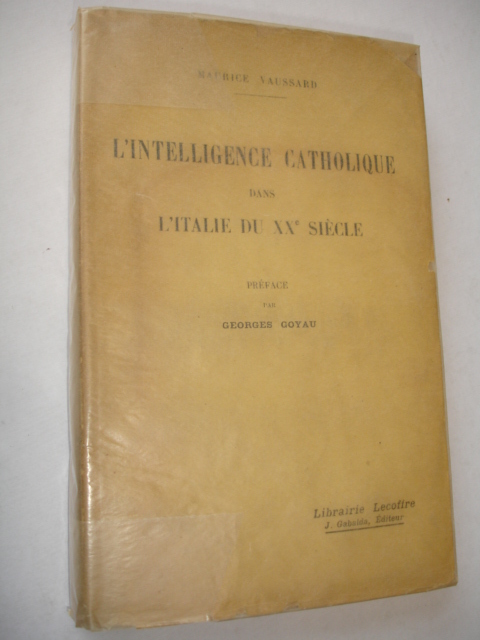 MAURICE VAUSSARD
L'INTELLIGENCE CATHOLIQUE
DANS
L'ITALIE DU XXe SIÈCLE
PRÉFACE
PAR
GEORGES GOYAU
Librairie Lecoffre
J. Gabalda, Éditeur